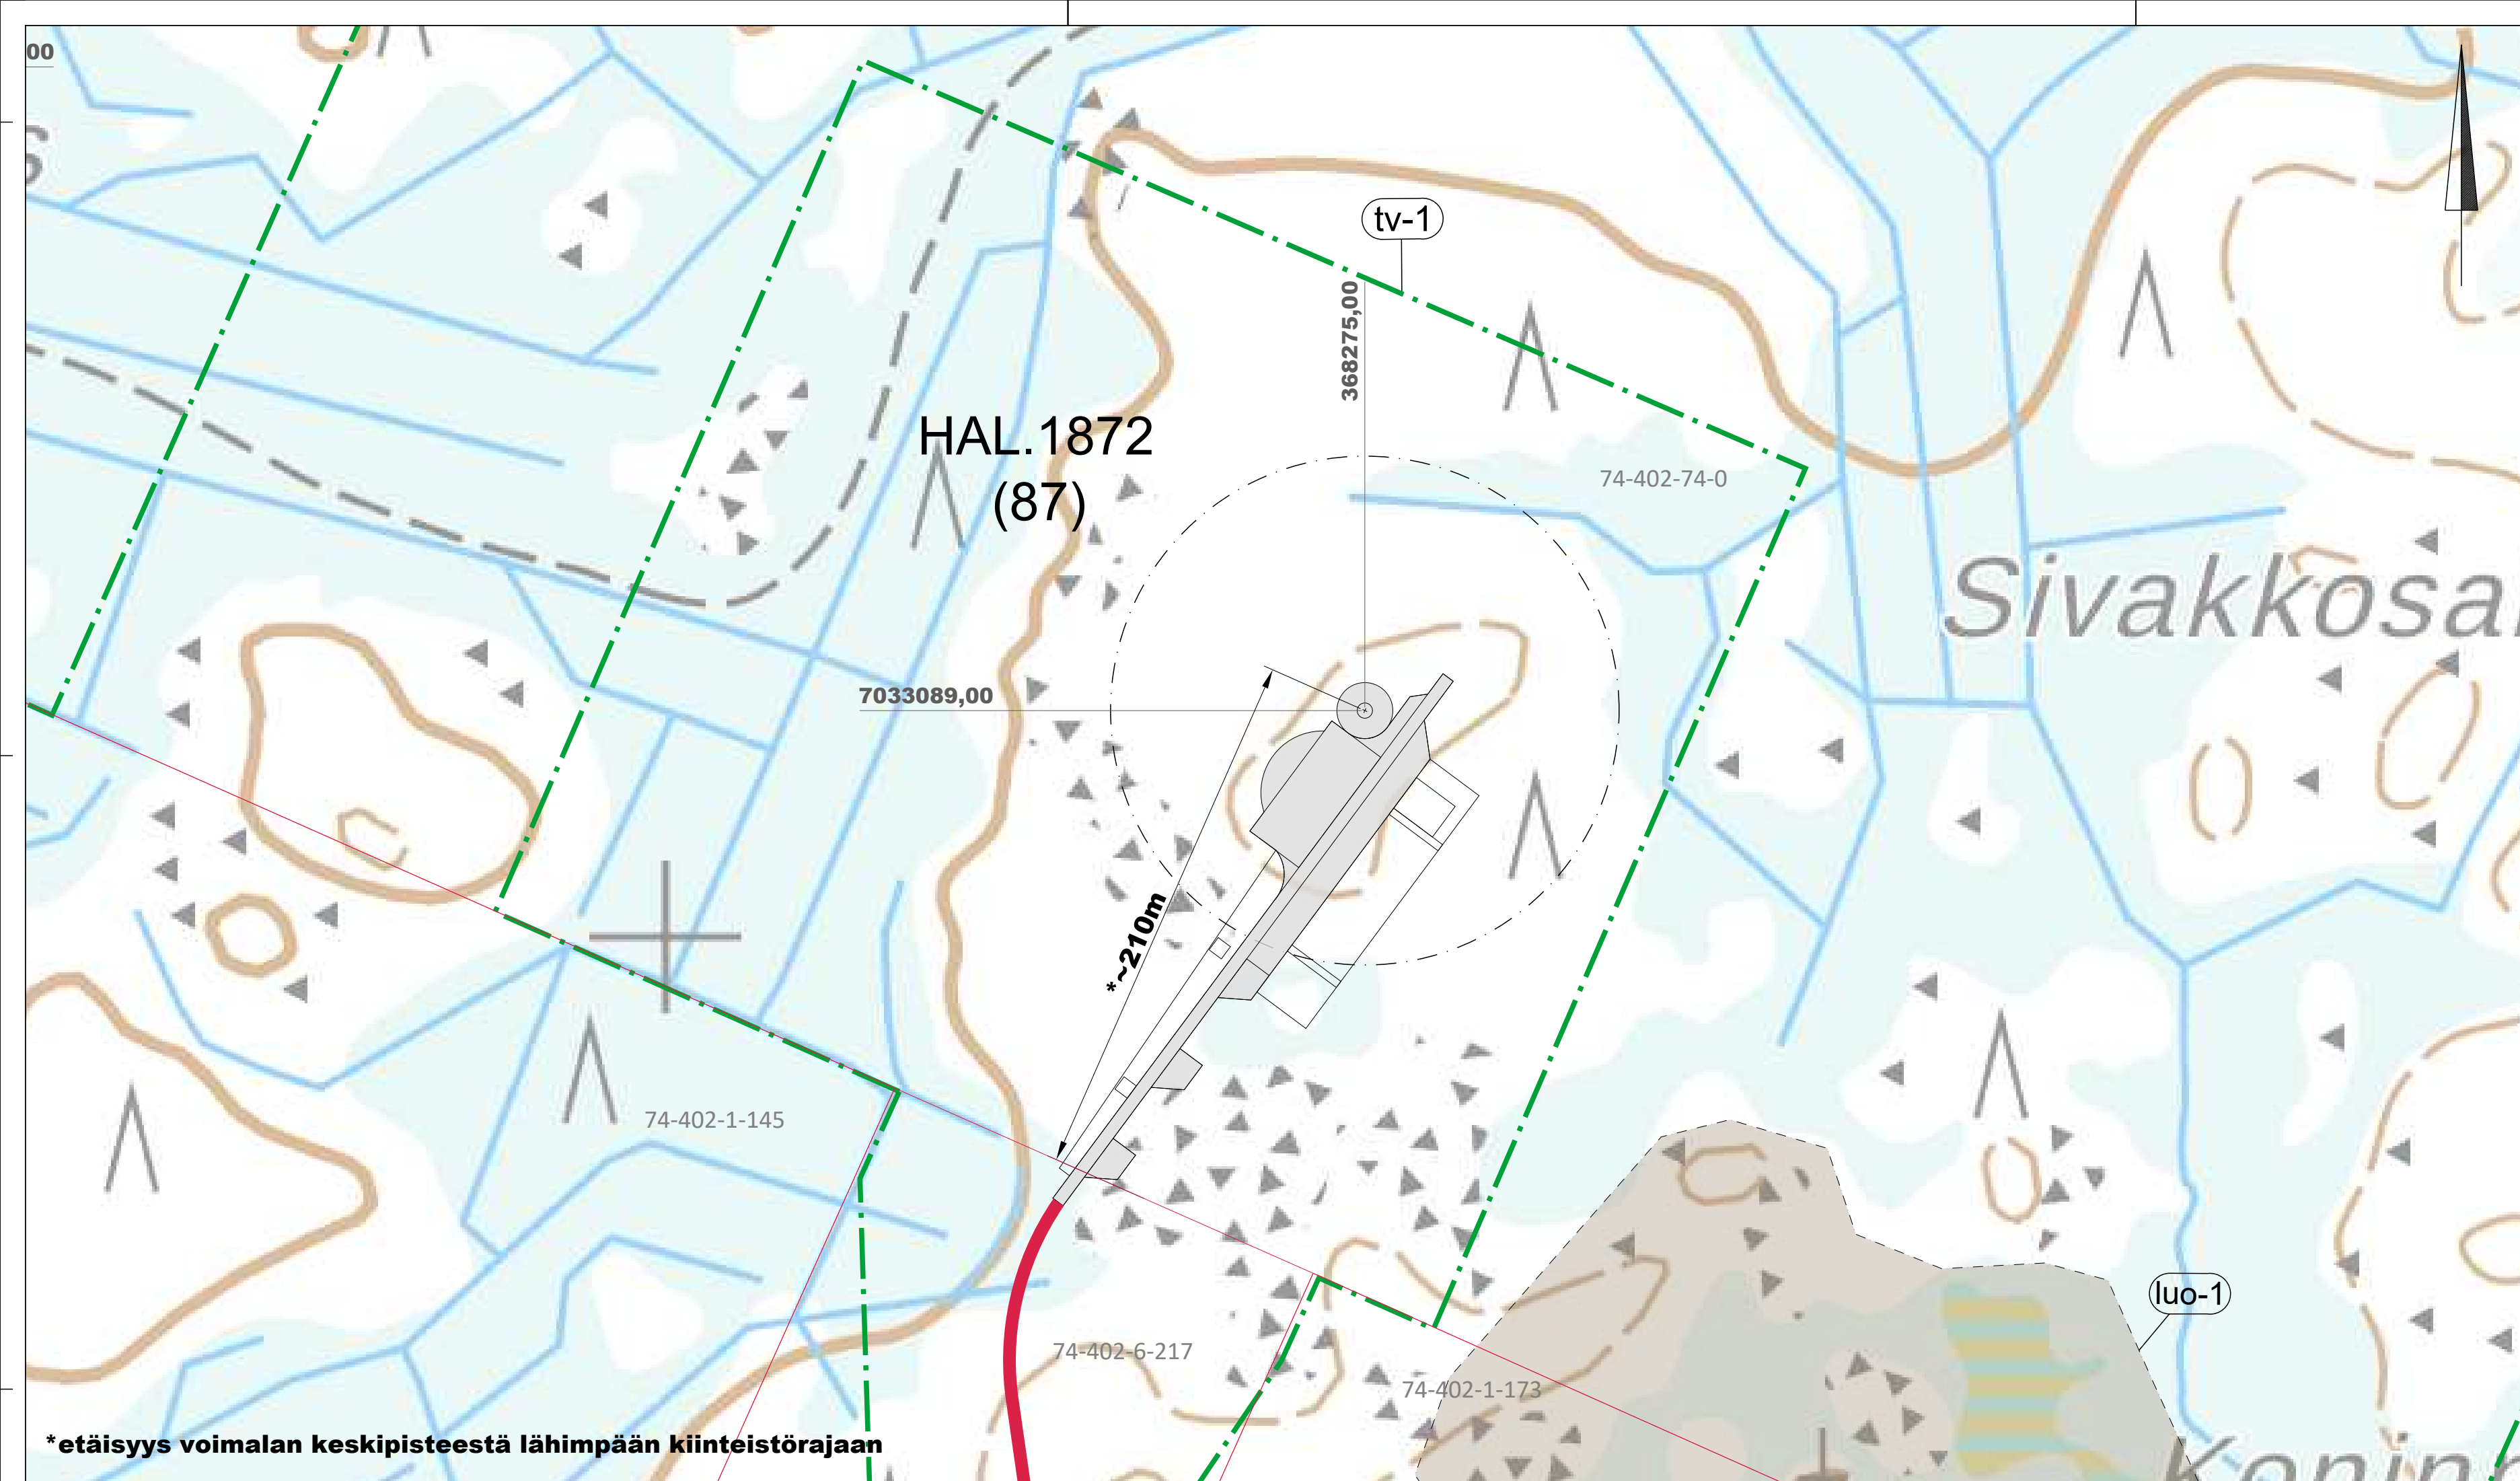 00
tv-1
368275,00
HAL.1872
(87)
74-402-74-0
7033089,00
*~210m
74-402-1-145
luo-1
74-402-6-217
74-402-1-173
*etäisyys voimalan keskipisteestä lähimpään kiinteistörajaan